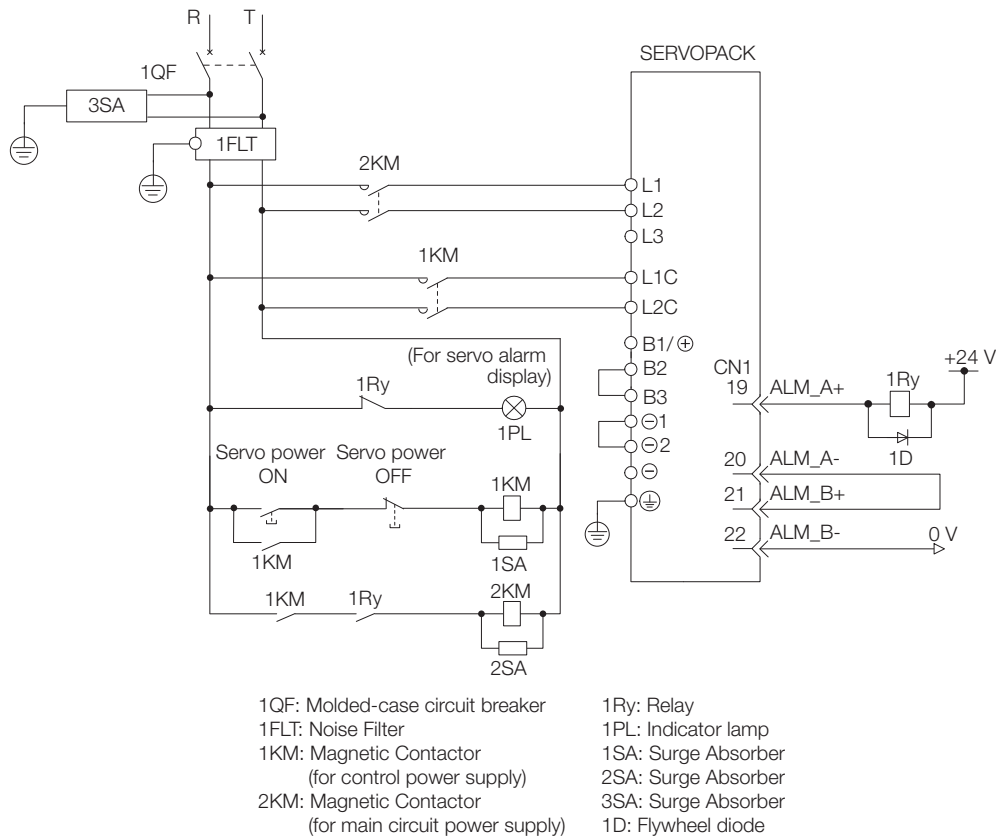 R T
SERVOPACK
1QF
3SA
1FLT
2KM
L1
L2
L3
1KM
L1C
L2C
B1/⊕
(For servo alarm
display)
B2
CN1
+24 V
1Ry
B3
19 ALM_A+
1Ry
1PL
⊖1
1D
⊖2
Servo power
ON
Servo power
OFF
20 ALM_A-
⊖
1KM
21 ALM_B+
1KM
1SA
22 ALM_B-
0 V
1KM
1Ry
2KM
2SA
1QF: Molded-case circuit breaker
1FLT: Noise Filter
1KM: Magnetic Contactor
(for control power supply)
2KM: Magnetic Contactor
(for main circuit power supply)
1Ry: Relay
1PL: Indicator lamp
1SA: Surge Absorber
2SA: Surge Absorber
3SA: Surge Absorber
1D: Flywheel diode